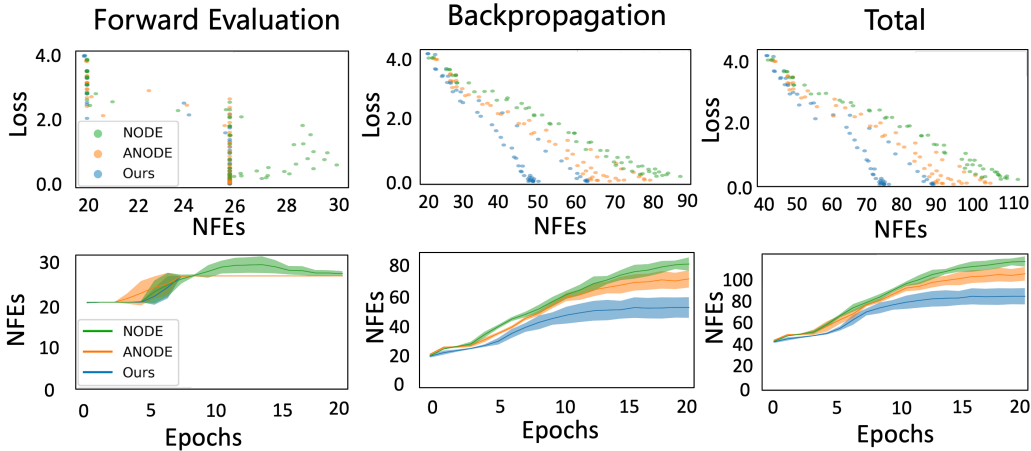 Forward Evaluation
Backpropagation
Total
Loss
4.0
2.0
0.0
NODE
ANODE
Ours
20 22 24 26 28 30
NFEs
Loss
4.0
2.0
0.0
20 30 40 50 60 70 80 90
NFEs
Loss
4.0
2.0
0.0
40 50 60 70 80 90 100 110
NFEs
NFEs
30
20
10
0
NODE
ANODE
Ours
0 5 10 15 20
Epochs
NFEs
80
60
40
20
0
0 5 10 15 20
Epochs
NFEs
100
80
60
40
20
0
0 5 10 15 20
Epochs